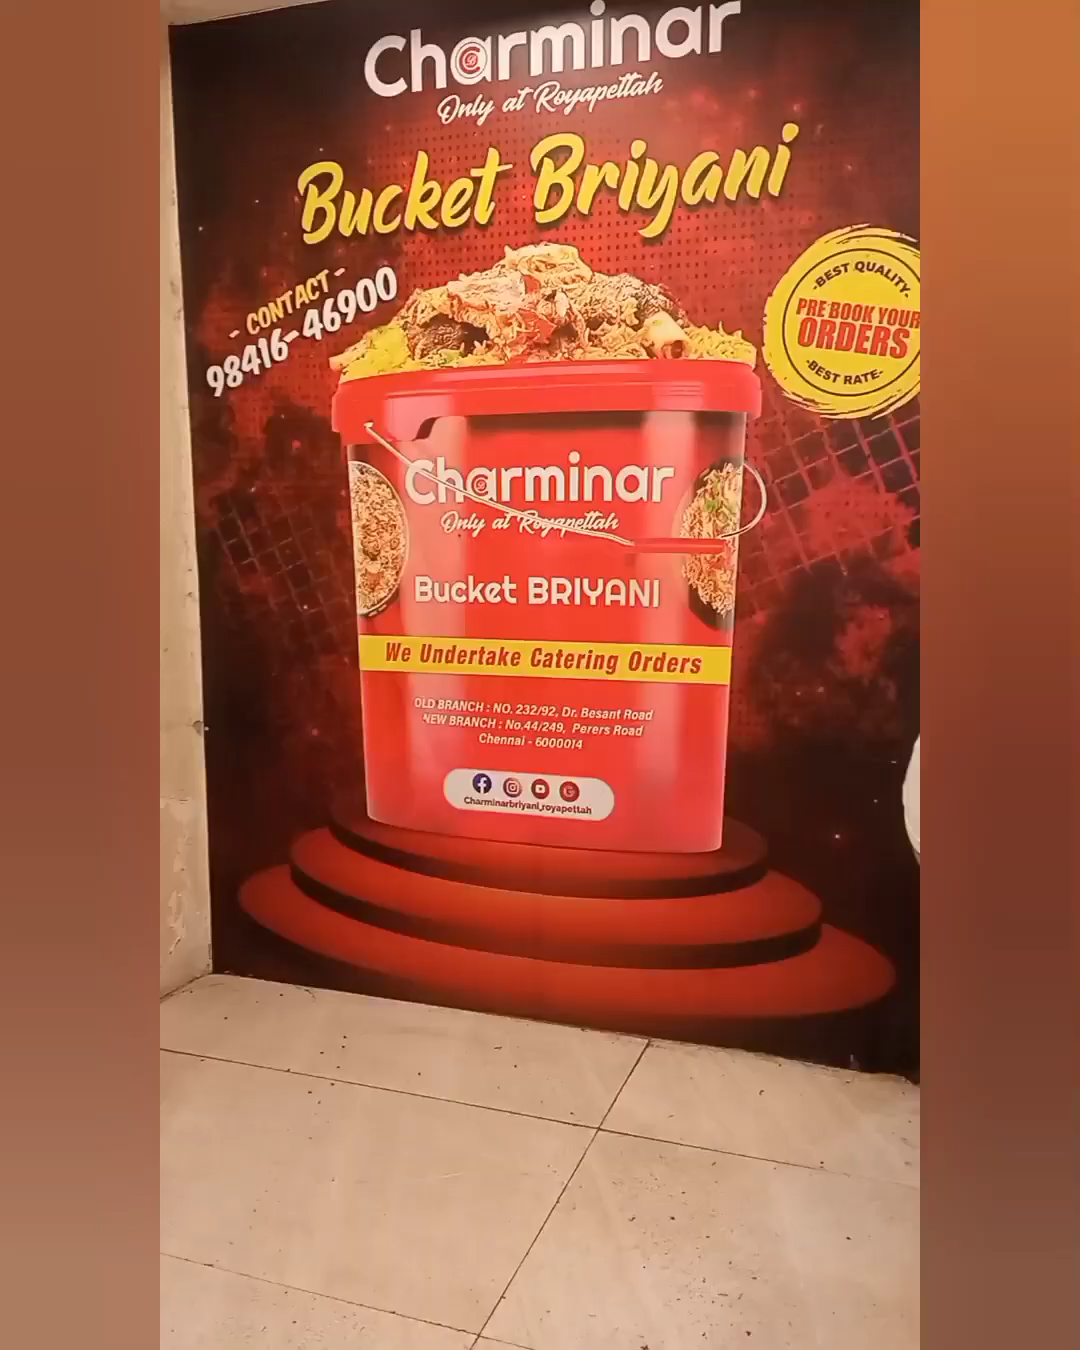 Charminar
Only at Royapettah
Bucket Briyani
- CONTACT -
98416-46900
-BEST QUALITY-
PRE BOOK YOUR
ORDERS
-BEST RATE-
Charminar
Only at Royapettah
Bucket BRIYANI
We Undertake Catering Orders
OLD BRANCH : NO. 232/92, Dr. Besant Road
NEW BRANCH : No.44/249, Perers Road
Chennai - 6000014
Charminarbriyani_royapettah